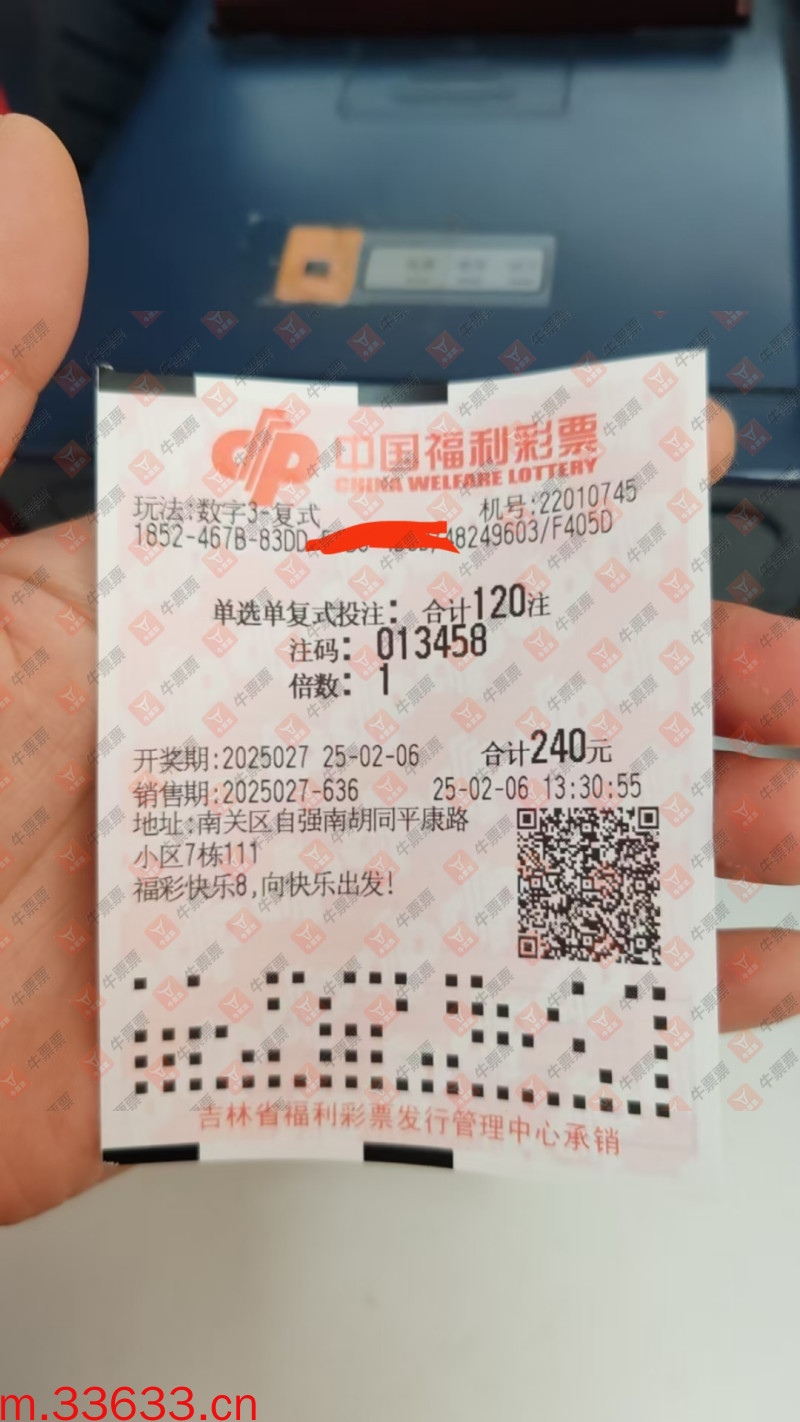 中国福利彩票
CHINA WELFARE LOTTERY
玩法:数字3-复式 机号:22010745
1852-467B-83DD 48249603/F405D
单选单复式投注: 合计120注
注码: 013458
倍数: 1
开奖期:2025027 25-02-06 合计240元
销售期:2025027-636 25-02-06 13:30:55
地址:南关区自强南胡同平康路
小区7栋111
福彩快乐8,向快乐出发!
吉林省福利彩票发行管理中心承销
牛票票
m.33633.cn